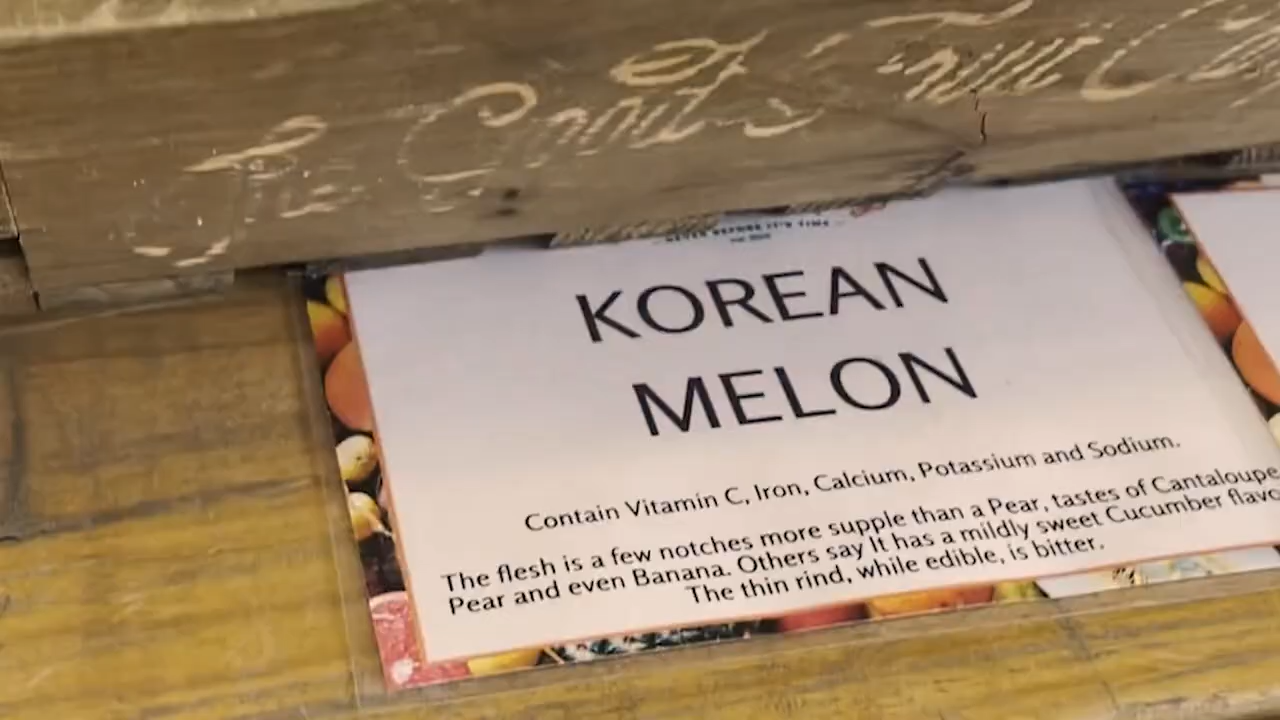 KOREAN
MELON
Contain Vitamin C, Iron, Calcium, Potassium and Sodium.
The flesh is a few notches more supple than a Pear, tastes of Cantaloupe
Pear and even Banana. Others say It has a mildly sweet Cucumber flavo
The thin rind, while edible, is bitter.